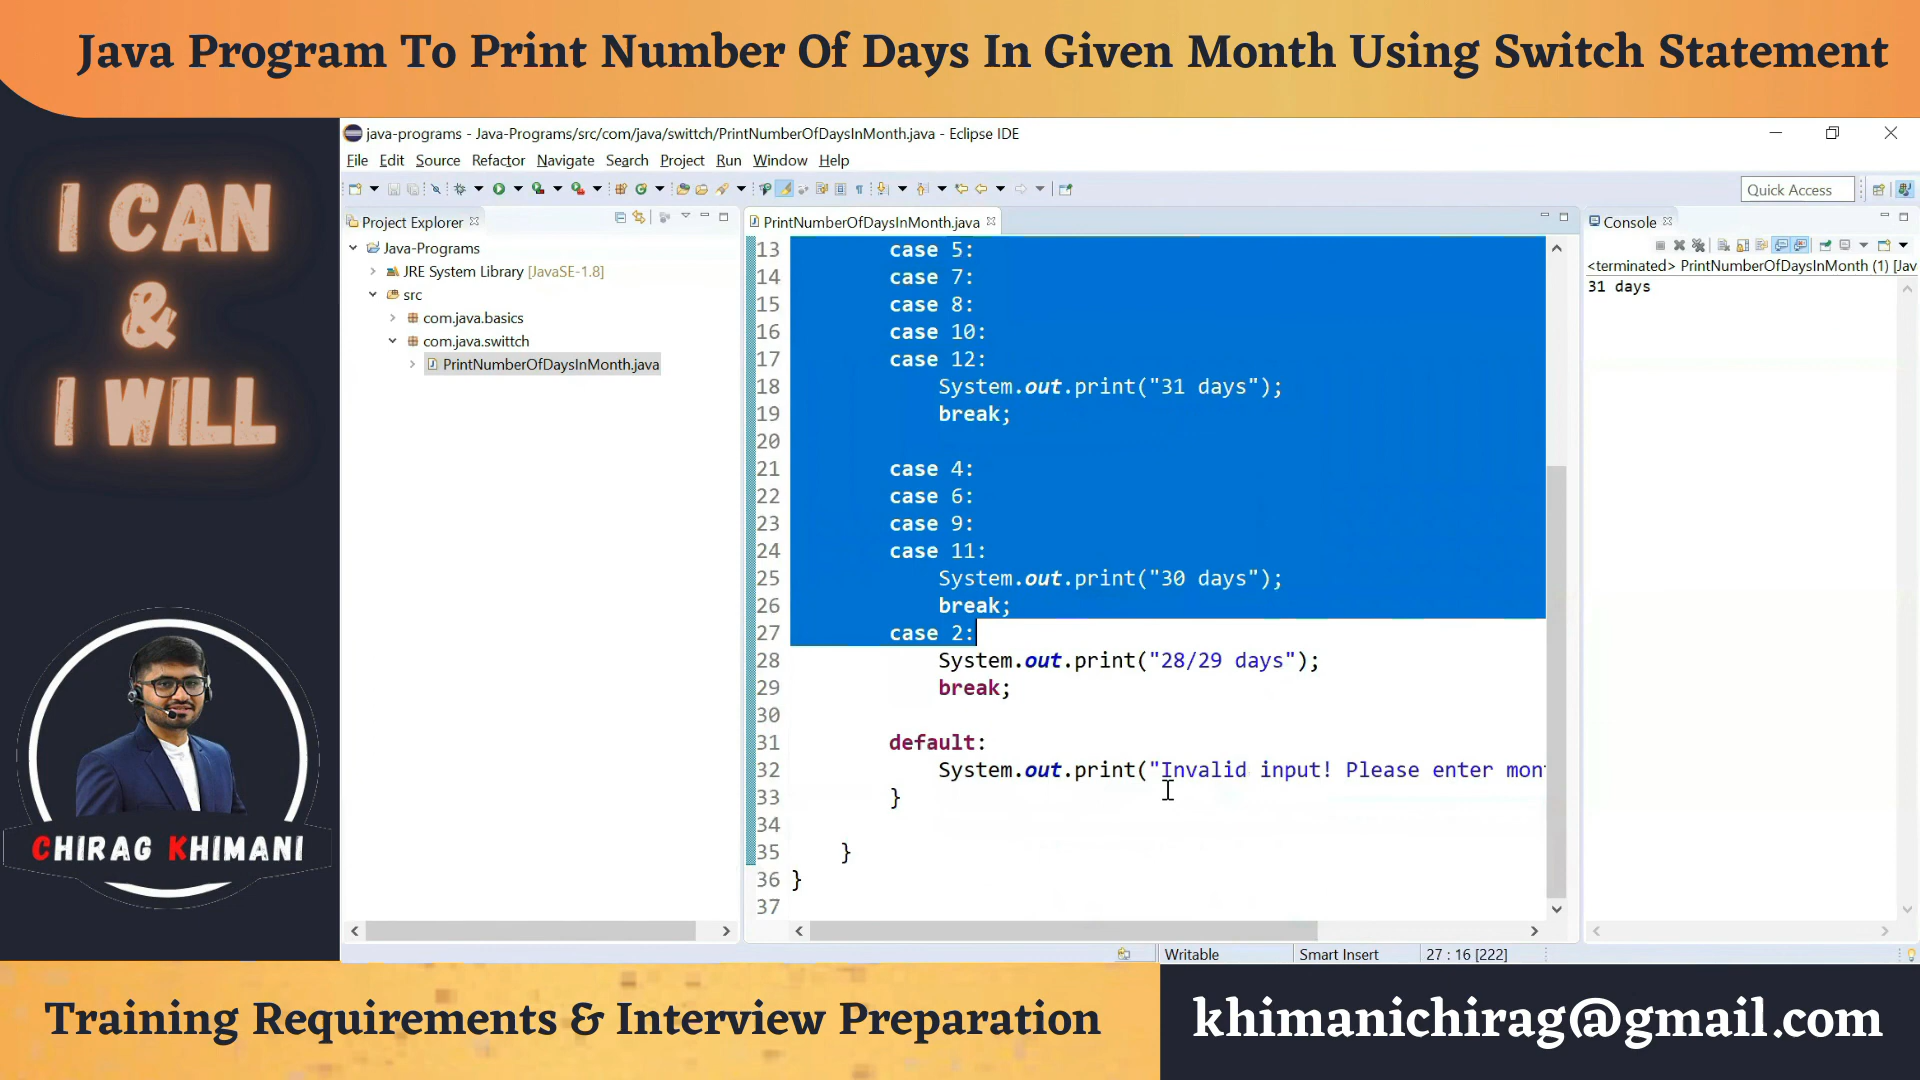 Java Program To Print Number Of Days In Given Month Using Switch Statement
I CAN
&
I WILL
CHIRAG KHIMANI
java-programs - Java-Programs/src/com/java/swittch/PrintNumberOfDaysInMonth.java - Eclipse IDE
File Edit Source Refactor Navigate Search Project Run Window Help
Quick Access
Project Explorer
Java-Programs
JRE System Library [JavaSE-1.8]
src
com.java.basics
com.java.swittch
PrintNumberOfDaysInMonth.java
PrintNumberOfDaysInMonth.java
13 case 5:
14 case 7:
15 case 8:
16 case 10:
17 case 12:
18 System.out.print("31 days");
19 break;
20
21 case 4:
22 case 6:
23 case 9:
24 case 11:
25 System.out.print("30 days");
26 break;
27 case 2:
28 System.out.print("28/29 days");
29 break;
30
31 default:
32 System.out.print("Invalid input! Please enter mon
33 }
34
35 }
36 }
37
Console
<terminated> PrintNumberOfDaysInMonth (1) [Jav
31 days
Writable Smart Insert 27 : 16 [222]
Training Requirements & Interview Preparation
khimanichirag@gmail.com